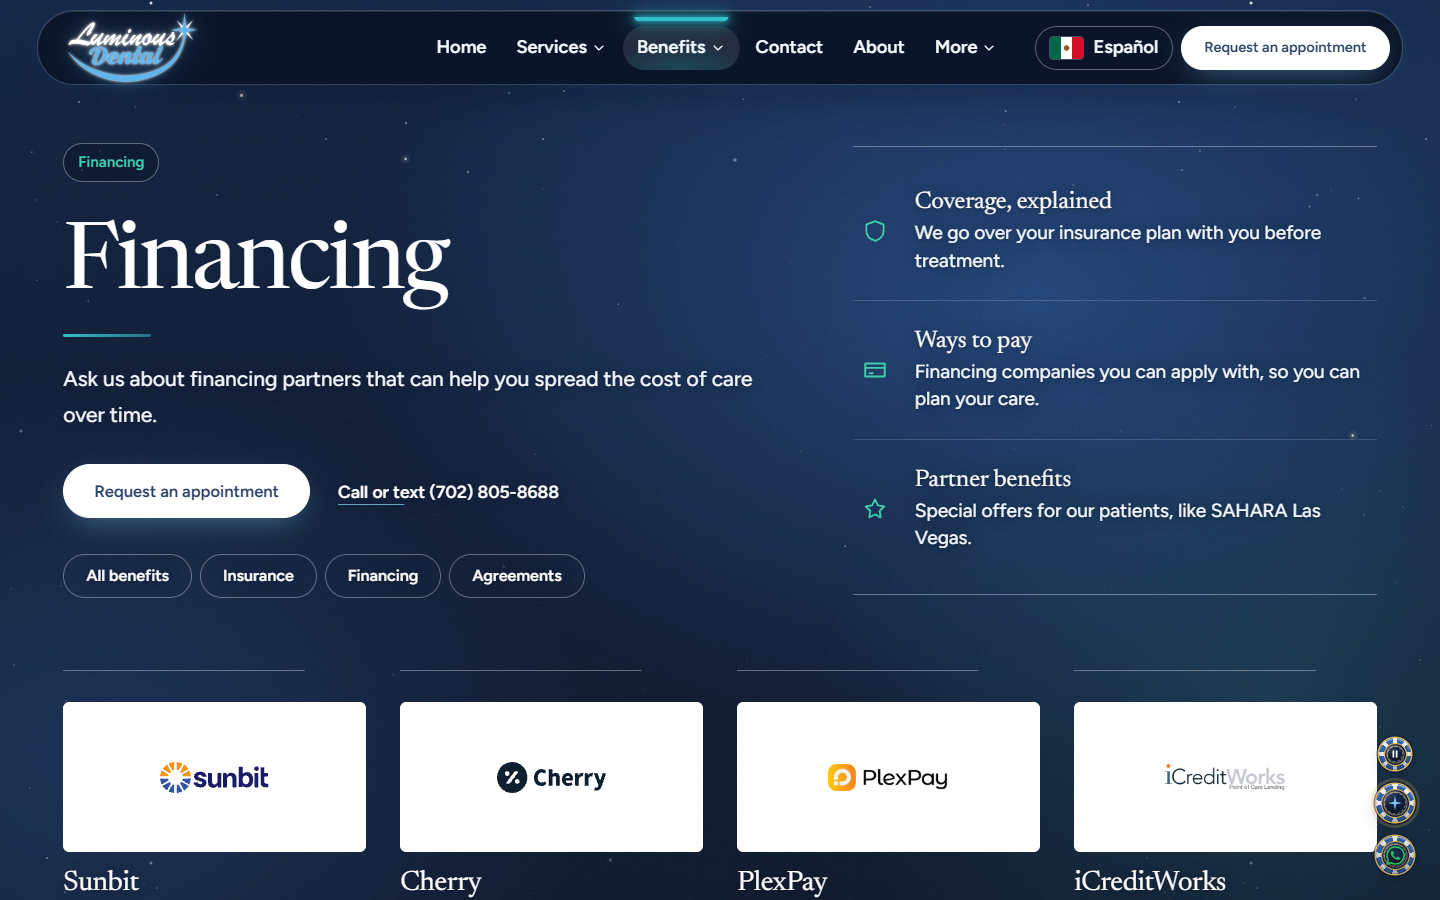 Luminous
Dental
Home
Services
Benefits
Contact
About
More
Español
Request an appointment
Financing
Financing
Ask us about financing partners that can help you spread the cost of care
over time.
Request an appointment
Call or text (702) 805-8688
All benefits
Insurance
Financing
Agreements
Coverage, explained
We go over your insurance plan with you before
treatment.
Ways to pay
Financing companies you can apply with, so you can
plan your care.
Partner benefits
Special offers for our patients, like SAHARA Las
Vegas.
sunbit
Sunbit
Cherry
Cherry
PlexPay
PlexPay
iCreditWorks
Point of Care Lending
iCreditWorks